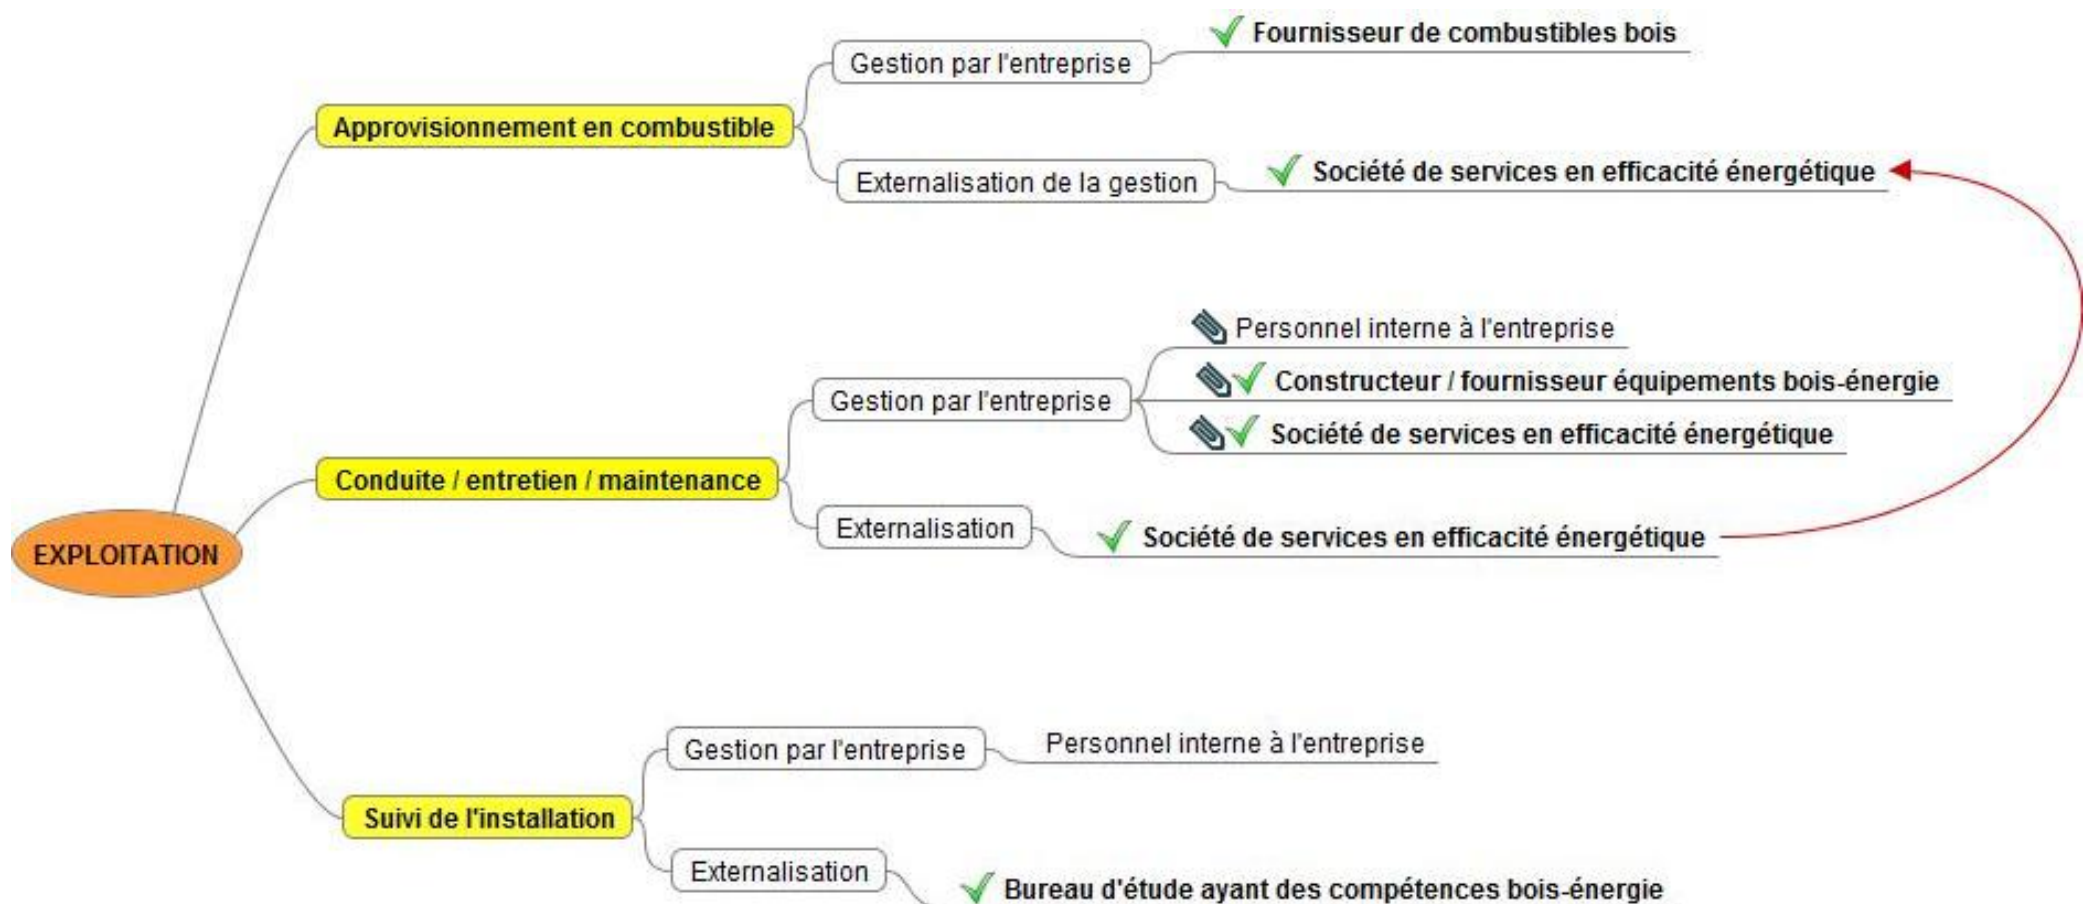 Fournisseur de combustibles bois
Gestion par l'entreprise
Approvisionnement en combustible
Externalisation de la gestion
Société de services en efficacité énergétique
Personnel interne à l'entreprise
Constructeur / fournisseur équipements bois-énergie
Gestion par l'entreprise
Société de services en efficacité énergétique
Conduite / entretien / maintenance
Externalisation
Société de services en efficacité énergétique
EXPLOITATION
Gestion par l'entreprise
Personnel interne à l'entreprise
Suivi de l'installation
Externalisation
Bureau d'étude ayant des compétences bois-énergie